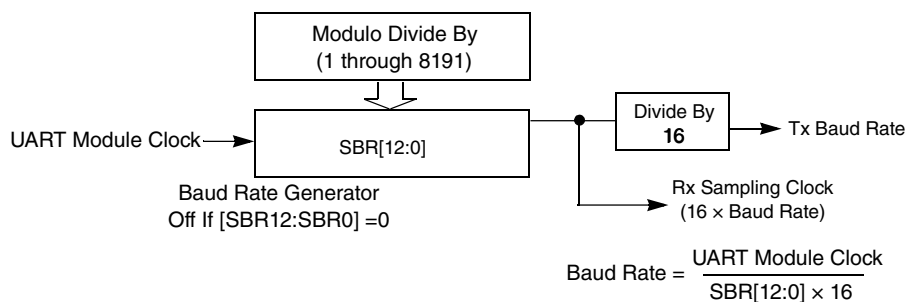 Modulo Divide By
(1 through 8191)
UART Module Clock
SBR[12:0]
Divide By
16
Tx Baud Rate
Baud Rate Generator
Off If [SBR12:SBR0] =0
Rx Sampling Clock
(16 × Baud Rate)
Baud Rate = UART Module Clock
SBR[12:0] × 16